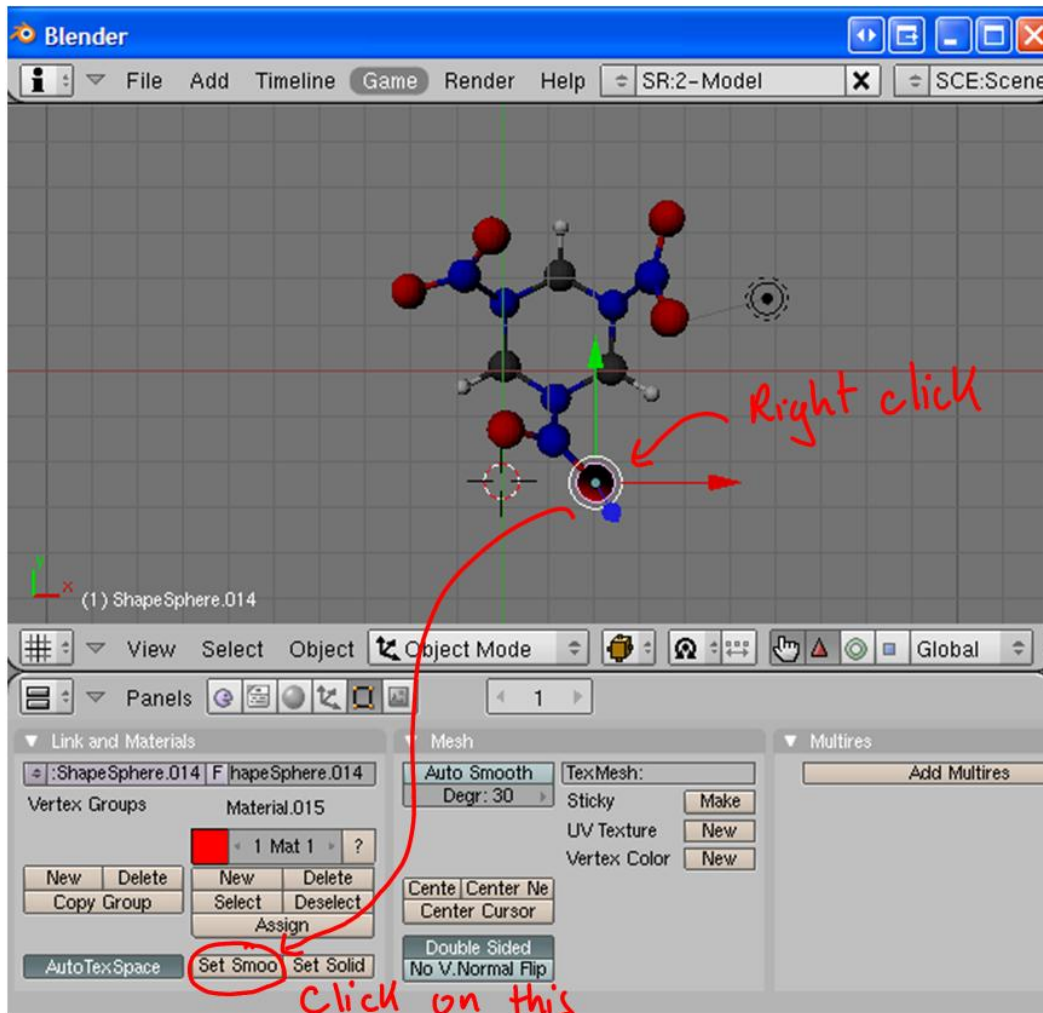 Blender
File Add Timeline Game Render Help SR:2-Model SCE:Scene
Right click
y
x
(1) ShapeSphere.014
View Select Object Object Mode Global
Panels 1
Link and Materials
:ShapeSphere.014 F hapeSphere.014
Vertex Groups Material.015
1 Mat 1 ?
New Delete New Delete
Copy Group Select Deselect
Assign
AutoTexSpace Set Smoo Set Solid
Mesh
Auto Smooth TexMesh:
Degr: 30 Sticky Make
UV Texture New
Vertex Color New
Cente Center Ne
Center Cursor
Double Sided
No V.Normal Flip
Multires
Add Multires
Click on this